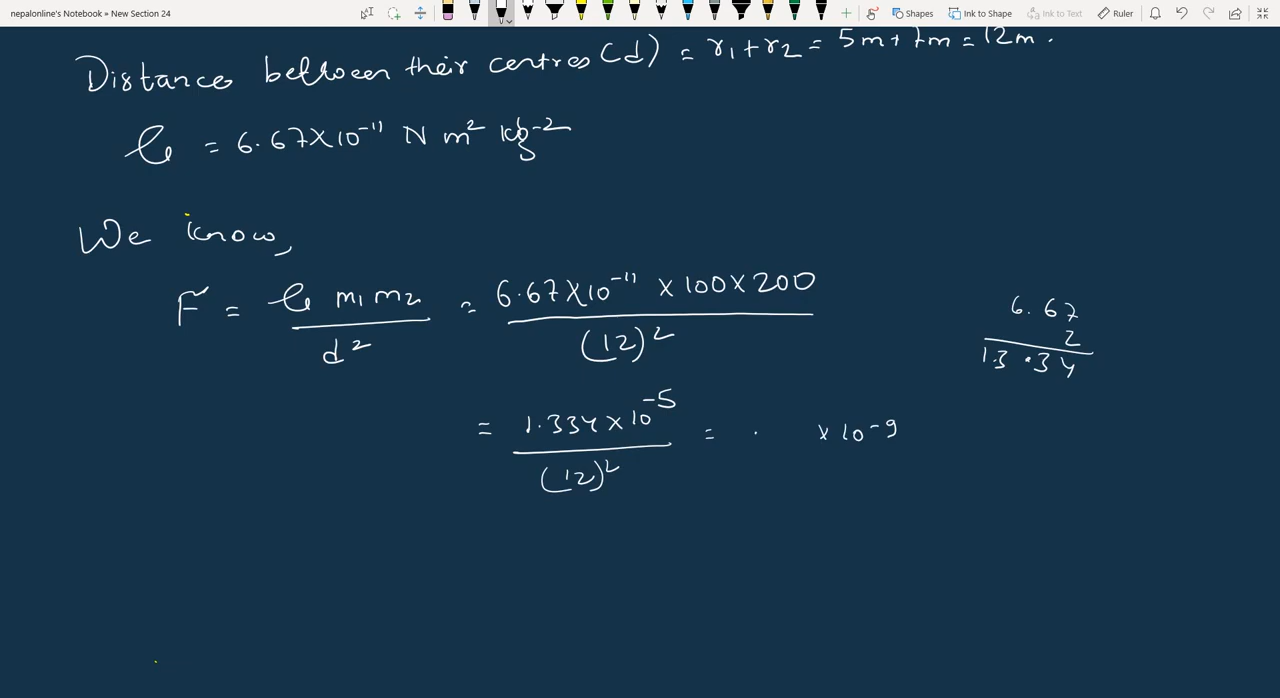 nepalonline's Notebook » New Section 24
Shapes Ink to Shape Ink to Text Ruler
Distance between their centres (d) = r₁+r₂ = 5m + 7m = 12m.
G = 6.67×10⁻¹¹ N m² kg⁻²
We know,
F = G m₁ m₂ / d² = 6.67×10⁻¹¹ × 100×200 / (12)²
6.67
2
13.34
= 1.334×10⁻⁵ / (12)² = . ×10⁻⁹